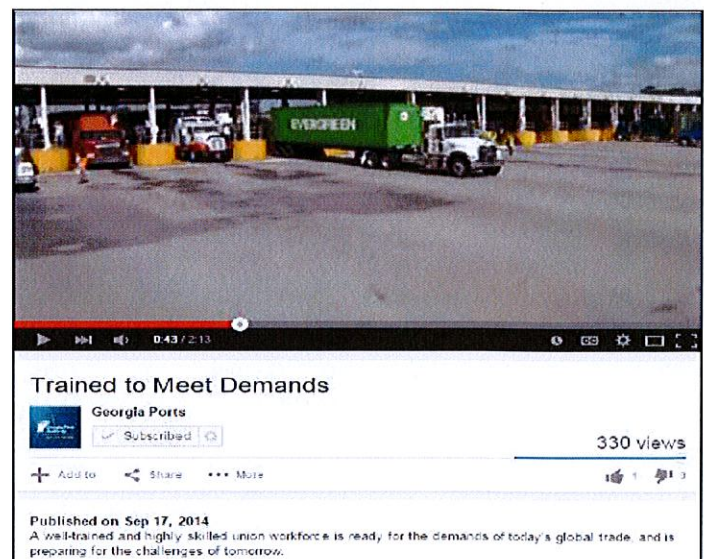 EVERGREEN
0:43 / 2:13
CC
Trained to Meet Demands
Georgia Ports
Subscribed
330 views
Add to Share More
Published on Sep 17, 2014
A well-trained and highly skilled union workforce is ready for the demands of today's global trade, and is
preparing for the challenges of tomorrow.